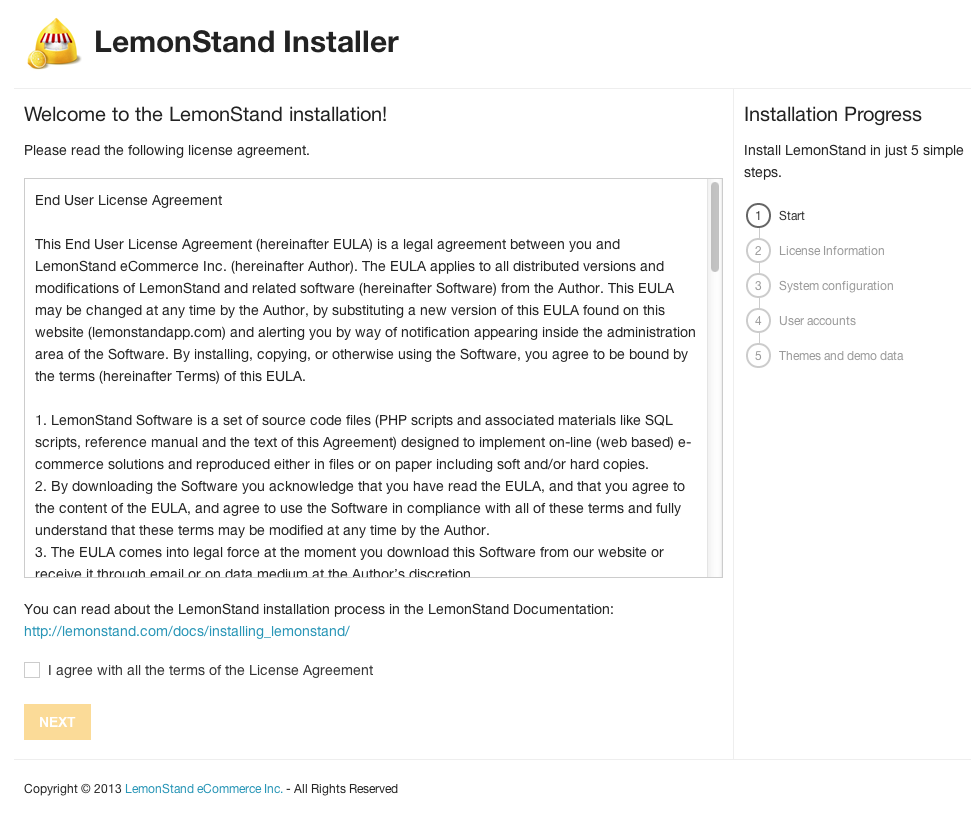 LemonStand Installer
Welcome to the LemonStand installation!
Please read the following license agreement.
End User License Agreement
This End User License Agreement (hereinafter EULA) is a legal agreement between you and
LemonStand eCommerce Inc. (hereinafter Author). The EULA applies to all distributed versions and
modifications of LemonStand and related software (hereinafter Software) from the Author. This EULA
may be changed at any time by the Author, by substituting a new version of this EULA found on this
website (lemonstandapp.com) and alerting you by way of notification appearing inside the administration
area of the Software. By installing, copying, or otherwise using the Software, you agree to be bound by
the terms (hereinafter Terms) of this EULA.
1. LemonStand Software is a set of source code files (PHP scripts and associated materials like SQL
scripts, reference manual and the text of this Agreement) designed to implement on-line (web based) e-
commerce solutions and reproduced either in files or on paper including soft and/or hard copies.
2. By downloading the Software you acknowledge that you have read the EULA, and that you agree to
the content of the EULA, and agree to use the Software in compliance with all of these terms and fully
understand that these terms may be modified at any time by the Author.
3. The EULA comes into legal force at the moment you download this Software from our website or
receive it through email or on data medium at the Author's discretion.
You can read about the LemonStand installation process in the LemonStand Documentation:
http://lemonstand.com/docs/installing_lemonstand/
I agree with all the terms of the License Agreement
NEXT
Installation Progress
Install LemonStand in just 5 simple
steps.
1 Start
2 License Information
3 System configuration
4 User accounts
5 Themes and demo data
Copyright © 2013 LemonStand eCommerce Inc. - All Rights Reserved